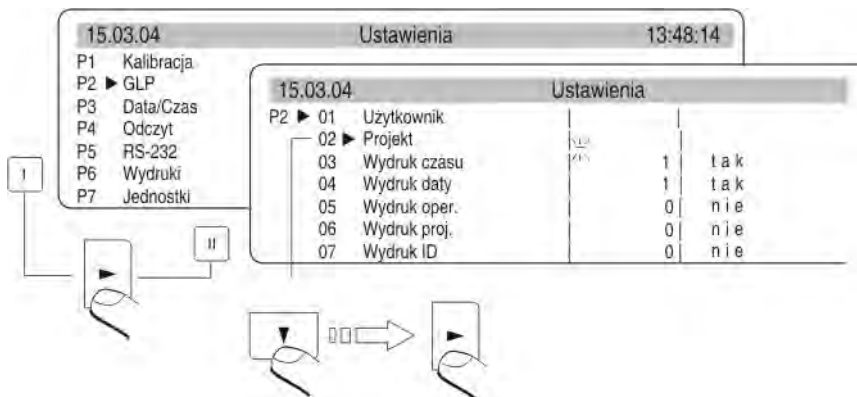 15.03.04 Ustawienia 13:48:14
P1 Kalibracja
P2 ► GLP
P3 Data/Czas
P4 Odczyt
P5 RS-232
P6 Wydruki
P7 Jednostki
15.03.04 Ustawienia
P2 ► 01 Użytkownik
02 ► Projekt
03 Wydruk czasu 1 | tak
04 Wydruk daty 1 | tak
05 Wydruk oper. 0 | nie
06 Wydruk proj. 0 | nie
07 Wydruk ID 0 | nie
I
II